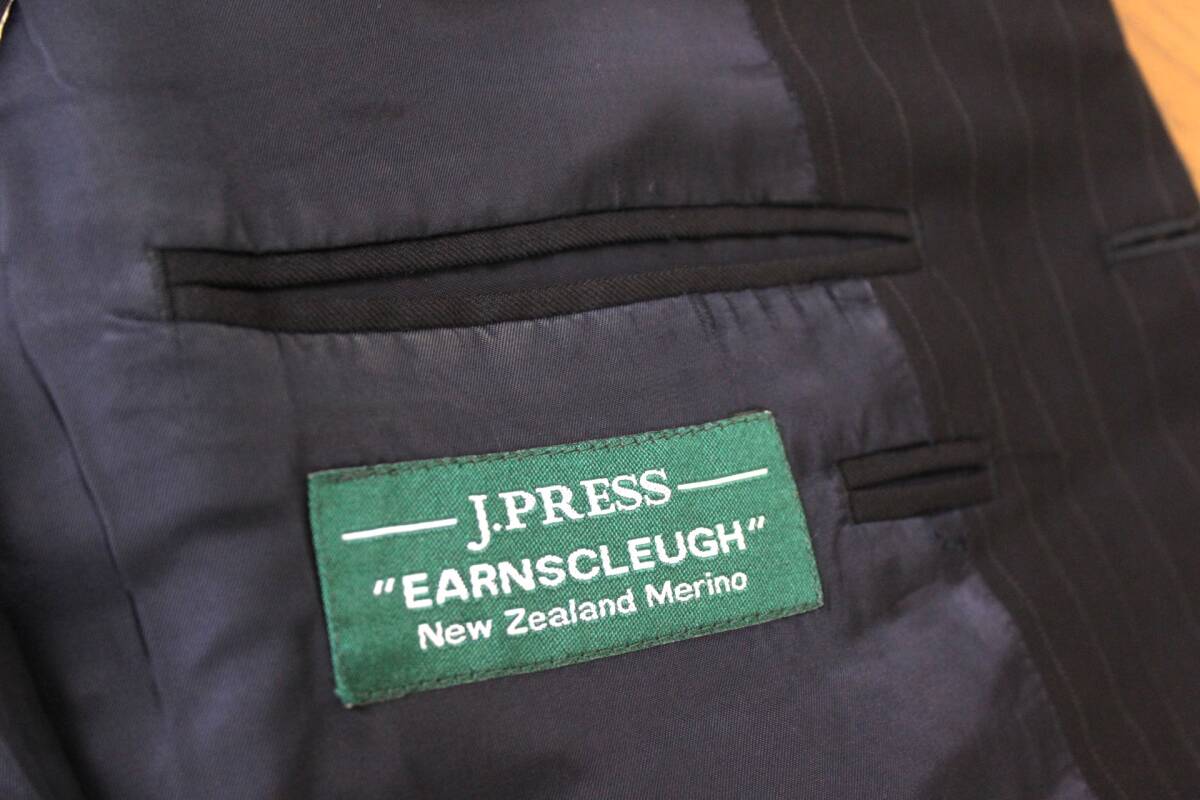 J.PRESS
"EARNSCLEUGH"
New Zealand Merino